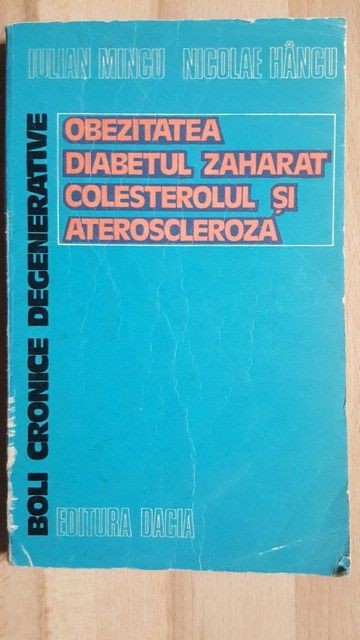 IULIAN MINCU NICOLAE HÂNCU
OBEZITATEA
DIABETUL ZAHARAT
COLESTEROLUL ȘI
ATEROSCLEROZA
BOLI CRONICE DEGENERATIVE
EDITURA DACIA